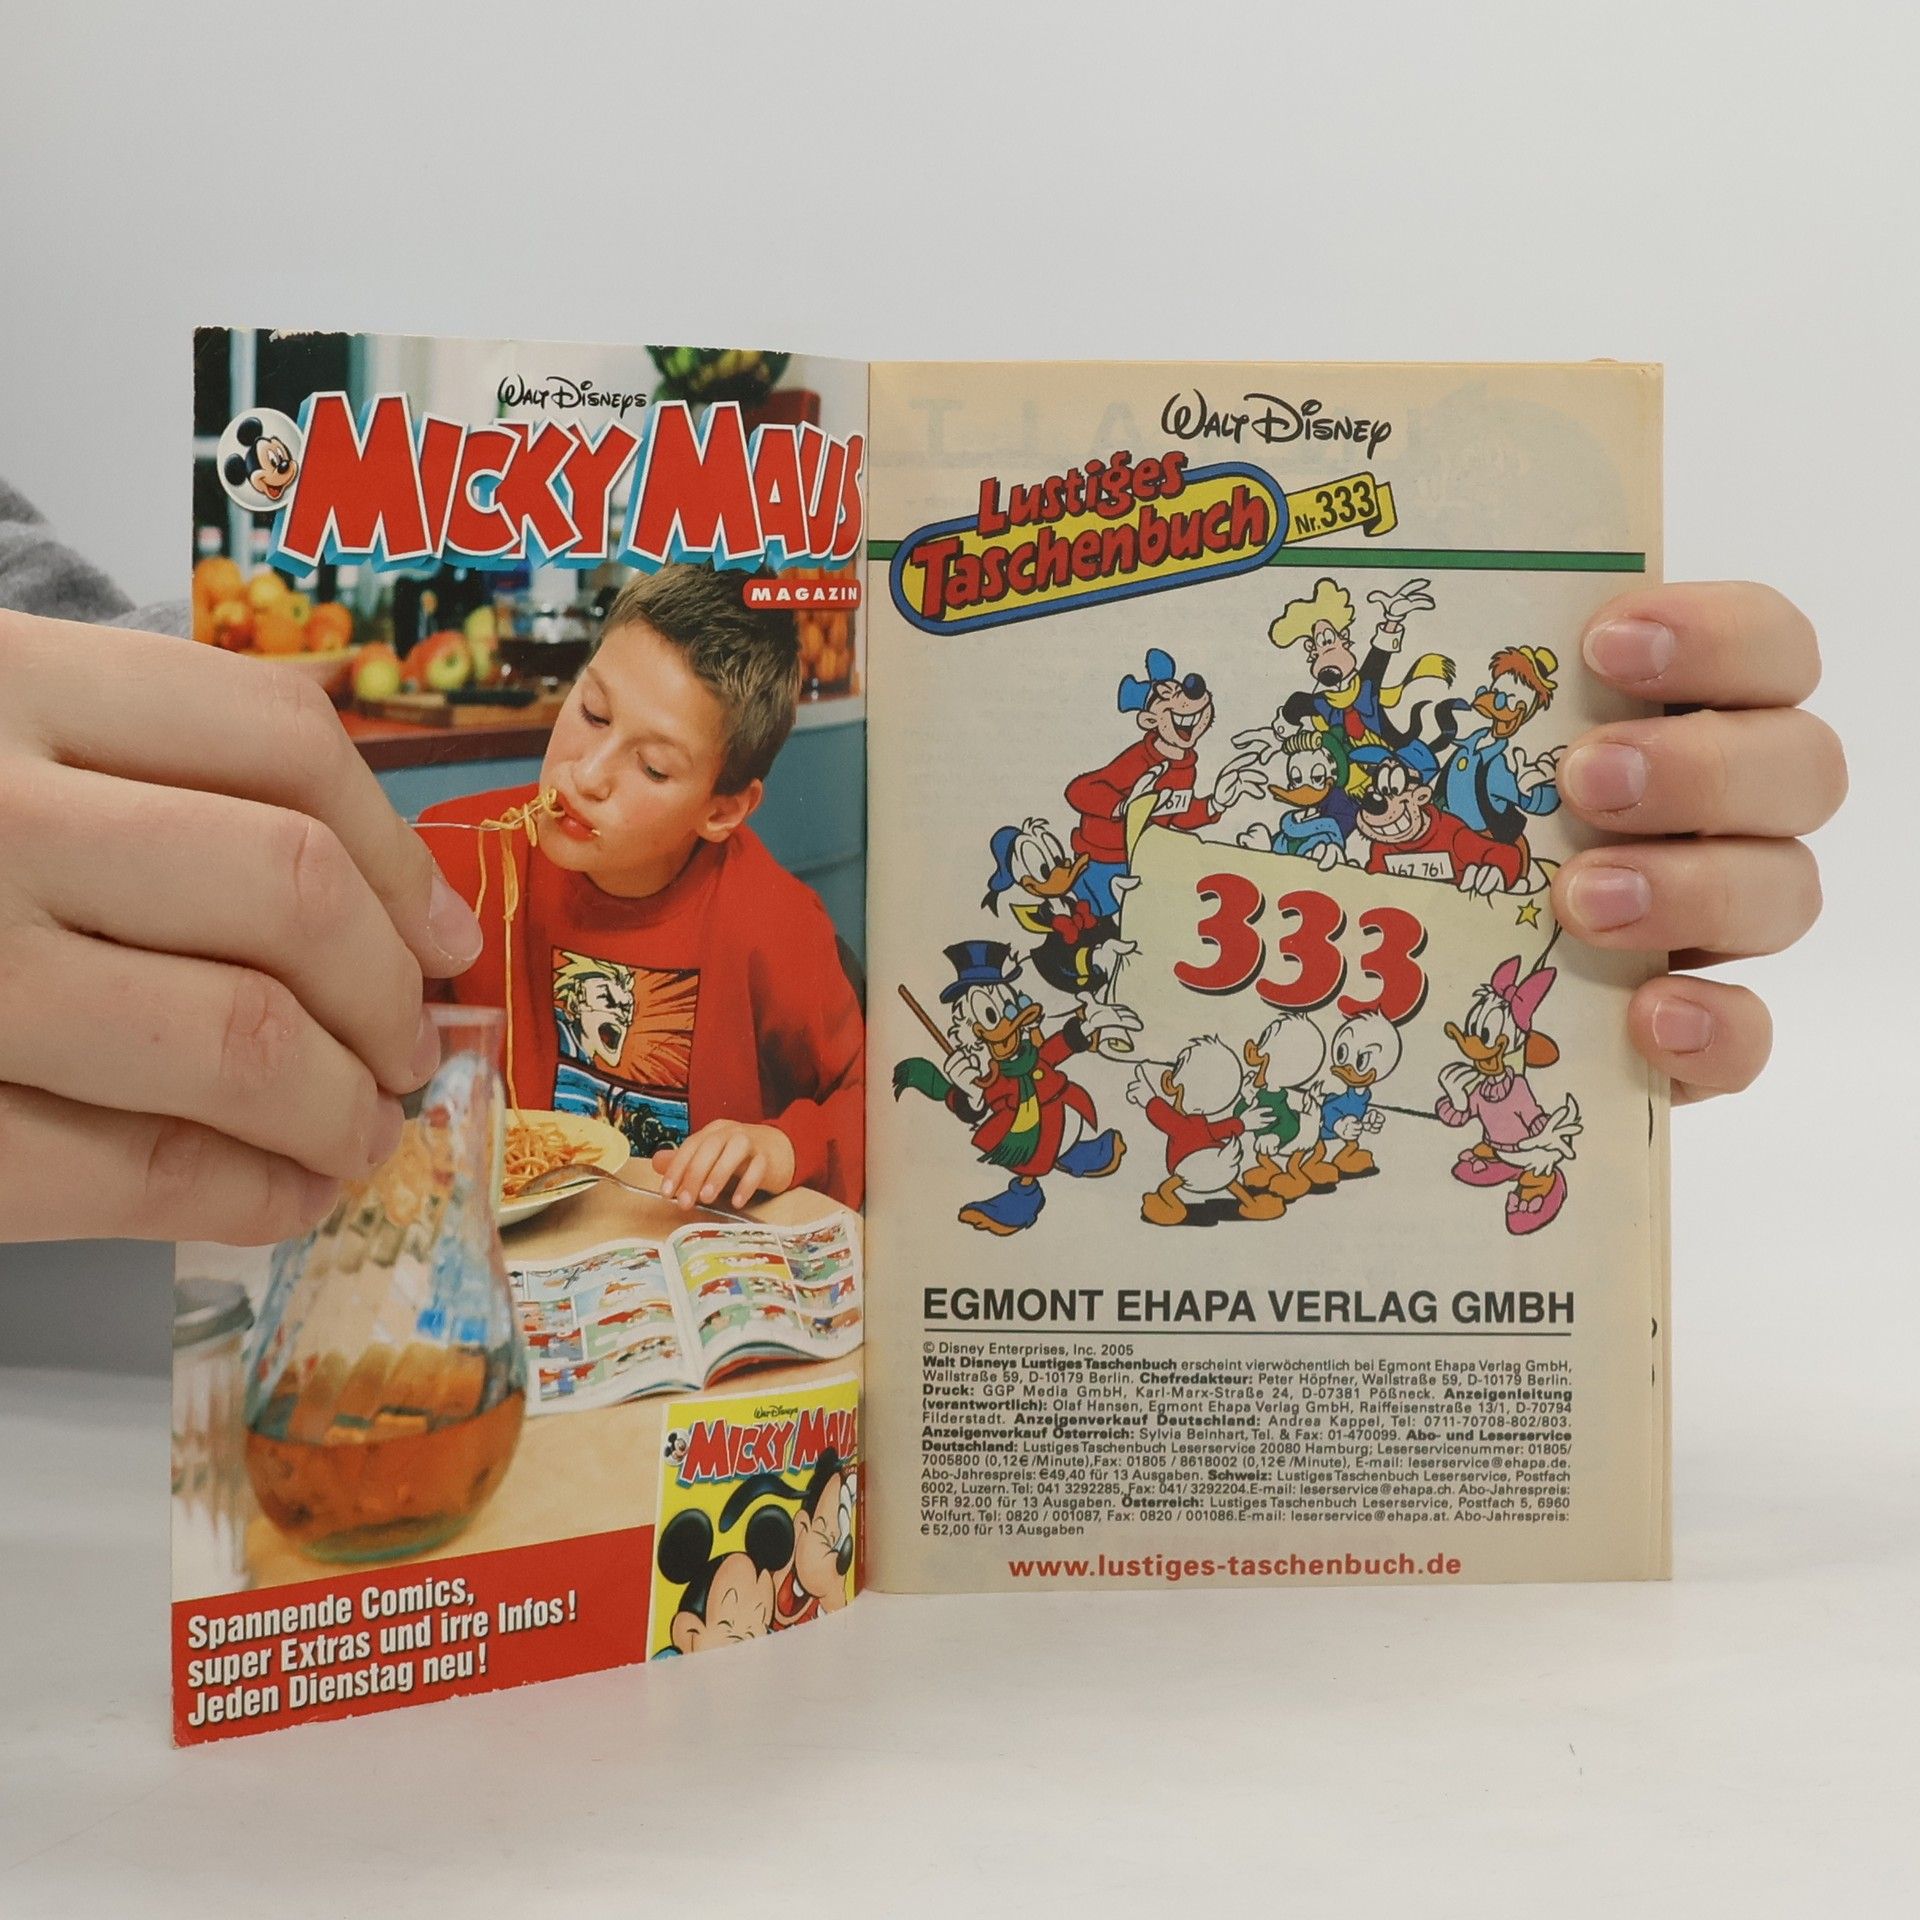 WALT DISNEYS
MICKY MAUS
MAGAZIN
WALT DISNEYS
MICKY MAUS
Spannende Comics,
super Extras und irre Infos!
Jeden Dienstag neu!
WALT DISNEY
Lustiges
Taschenbuch
Nr.333
671
167 761
333
EGMONT EHAPA VERLAG GMBH
© Disney Enterprises, Inc. 2005
Walt Disneys Lustiges Taschenbuch erscheint vierwöchentlich bei Egmont Ehapa Verlag GmbH,
Wallstraße 59, D-10179 Berlin. Chefredakteur: Peter Höpfner, Wallstraße 59, D-10179 Berlin.
Druck: GGP Media GmbH, Karl-Marx-Straße 24, D-07381 Pößneck. Anzeigenleitung
(verantwortlich): Olaf Hansen, Egmont Ehapa Verlag GmbH, Raiffeisenstraße 13/1, D-70794
Filderstadt. Anzeigenverkauf Deutschland: Andrea Kappel, Tel: 0711-70708-802/803.
Anzeigenverkauf Österreich: Sylvia Beinhart, Tel. & Fax: 01-470099. Abo- und Leserservice
Deutschland: Lustiges Taschenbuch Leserservice 20080 Hamburg; Leserservicenummer: 01805/
7005800 (0,12€/Minute),Fax: 01805 / 8618002 (0,12€/Minute), E-mail: leserservice@ehapa.de.
Abo-Jahrespreis: €49,40 für 13 Ausgaben. Schweiz: Lustiges Taschenbuch Leserservice, Postfach
6002, Luzern. Tel: 041 3292285, Fax: 041/ 3292204.E-mail: leserservice@ehapa.ch. Abo-Jahrespreis:
SFR 92.00 für 13 Ausgaben. Österreich: Lustiges Taschenbuch Leserservice, Postfach 5, 6960
Wolfurt. Tel: 0820 / 001087, Fax: 0820 / 001086.E-mail: leserservice@ehapa.at. Abo-Jahrespreis:
€ 52,00 für 13 Ausgaben
www.lustiges-taschenbuch.de